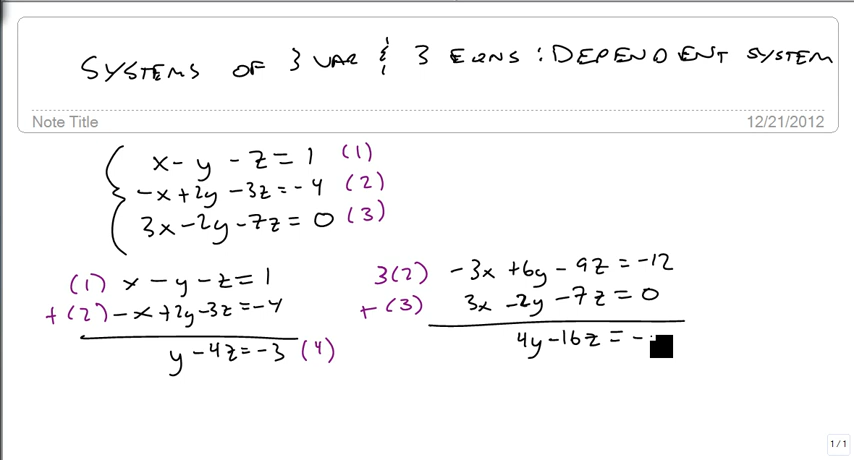 SYSTEMS OF 3 VAR & 3 EQNS : DEPENDENT SYSTEM
Note Title
12/21/2012
x - y - z = 1 (1)
-x + 2y - 3z = -4 (2)
3x - 2y - 7z = 0 (3)
(1) x - y - z = 1
+ (2) -x + 2y - 3z = -4
y - 4z = -3 (4)
3(2) -3x + 6y - 9z = -12
+ (3) 3x - 2y - 7z = 0
4y - 16z = -
1 / 1